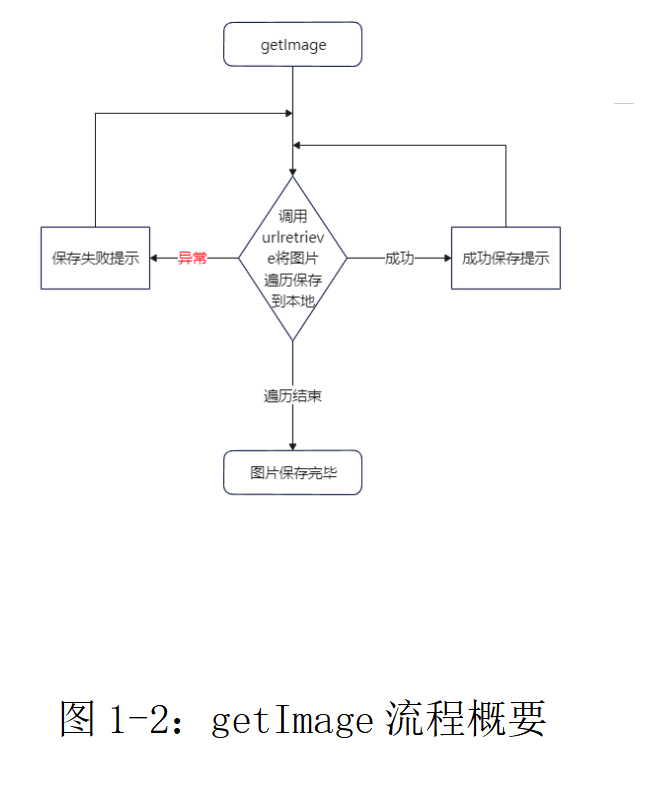 getImage
调用
urlretriev
e将图片
遍历保存
到本地
保存失败提示
异常
成功
成功保存提示
遍历结束
图片保存完毕
图 1-2：getImage 流程概要